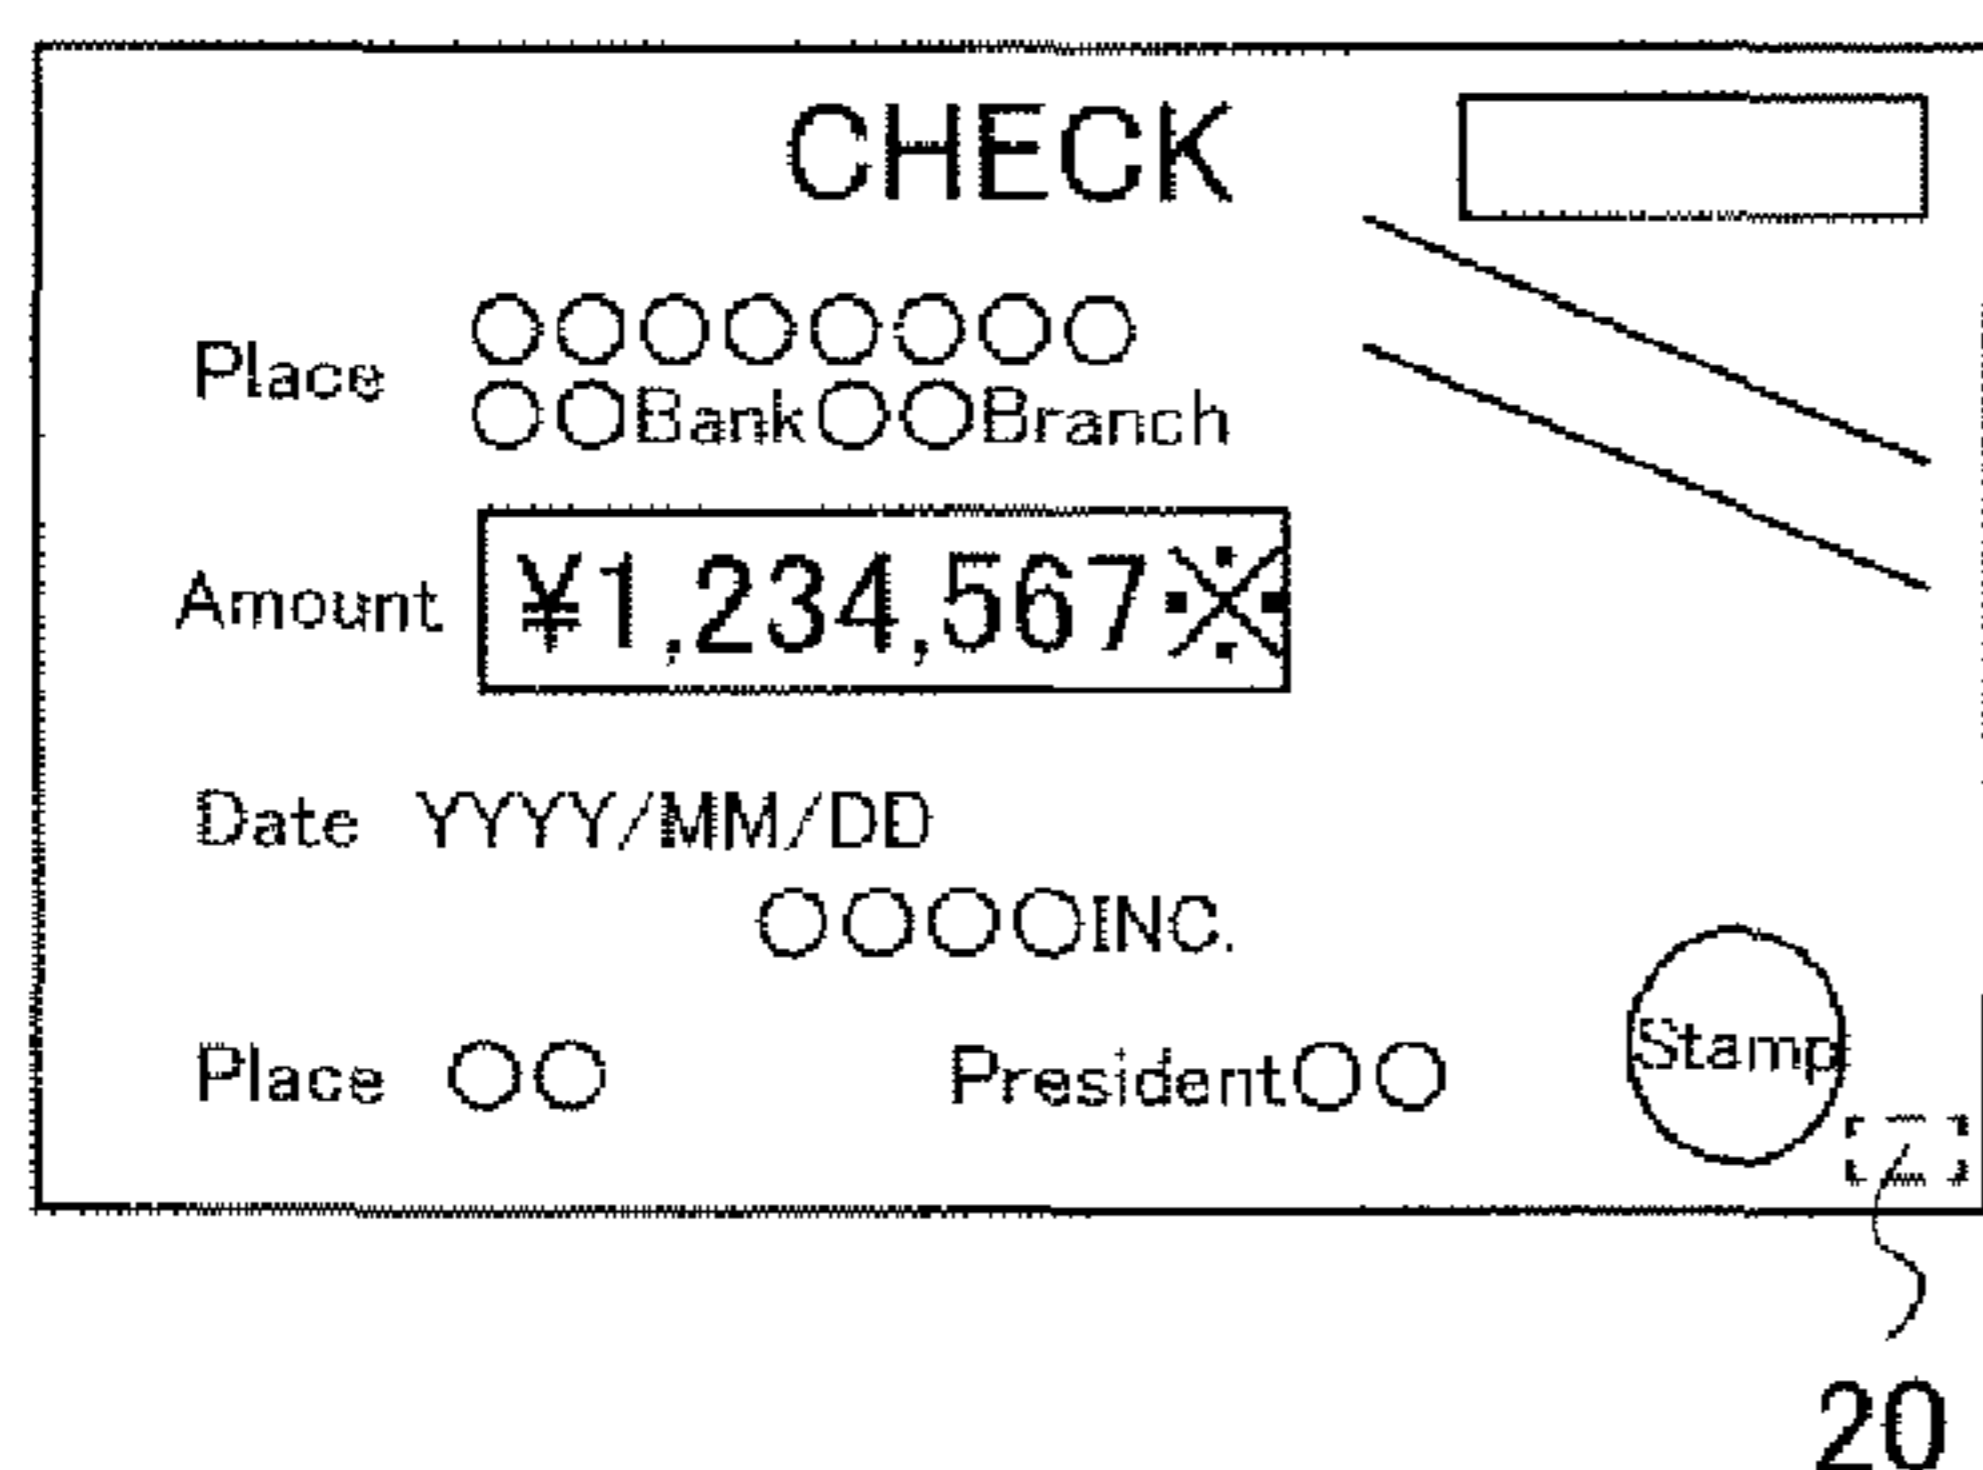 CHECK
Place
○○○○○○○○
○○Bank○○Branch
Amount ¥1,234,567※
Date YYYY/MM/DD
○○○○INC.
Place ○○ President○○
Stamp
20